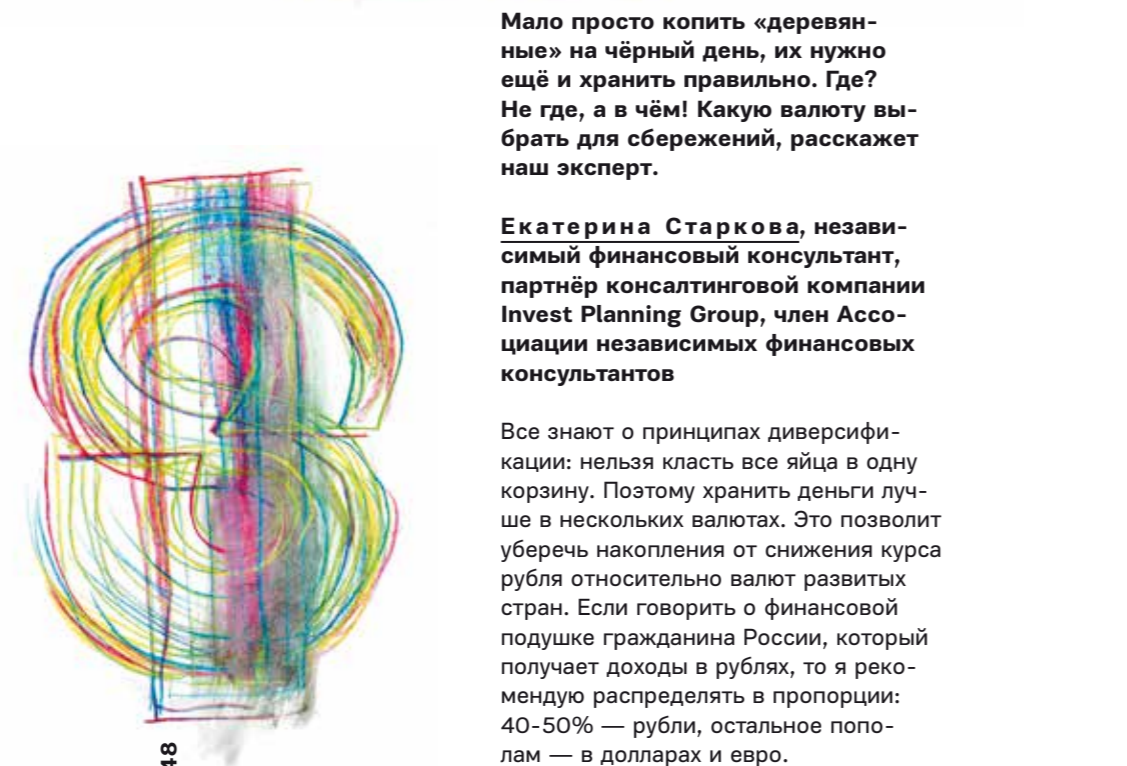 Мало просто копить «деревян-
ные» на чёрный день, их нужно
ещё и хранить правильно. Где?
Не где, а в чём! Какую валюту вы-
брать для сбережений, расскажет
наш эксперт.
Екатерина Старкова, незави-
симый финансовый консультант,
партнёр консалтинговой компании
Invest Planning Group, член Ассо-
циации независимых финансовых
консультантов
Все знают о принципах диверсифи-
кации: нельзя класть все яйца в одну
корзину. Поэтому хранить деньги луч-
ше в нескольких валютах. Это позволит
уберечь накопления от снижения курса
рубля относительно валют развитых
стран. Если говорить о финансовой
подушке гражданина России, который
получает доходы в рублях, то я реко-
мендую распределять в пропорции:
40-50% — рубли, остальное попо-
лам — в долларах и евро.
48